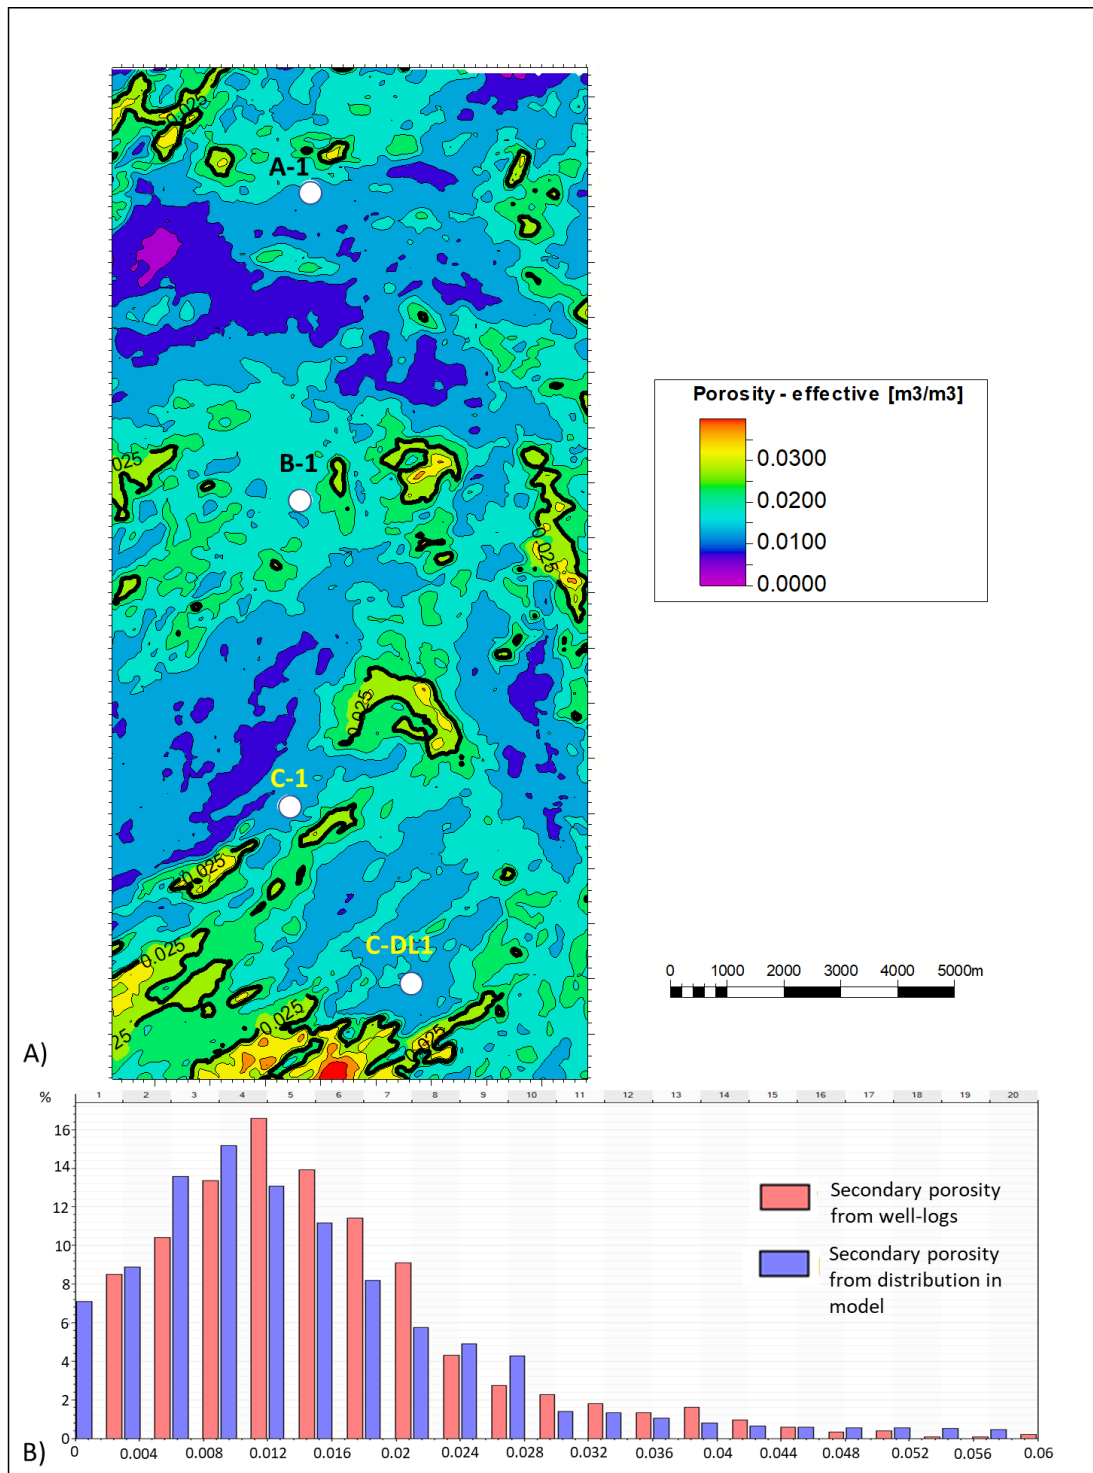 0.025
A-1
B-1
025
0.025
0.025
C-1
0.025
C-DL1
0.025
25
0.025
0.025
A)
Porosity - effective [m3/m3]
0.0300
0.0200
0.0100
0.0000
0 1000 2000 3000 4000 5000m
% 1 2 3 4 5 6 7 8 9 10 11 12 13 14 15 16 17 18 19 20
16
14
12
10
8
6
4
2
0
Secondary porosity
from well-logs
Secondary porosity
from distribution in
model
B)
0 0.004 0.008 0.012 0.016 0.02 0.024 0.028 0.032 0.036 0.04 0.044 0.048 0.052 0.056 0.06